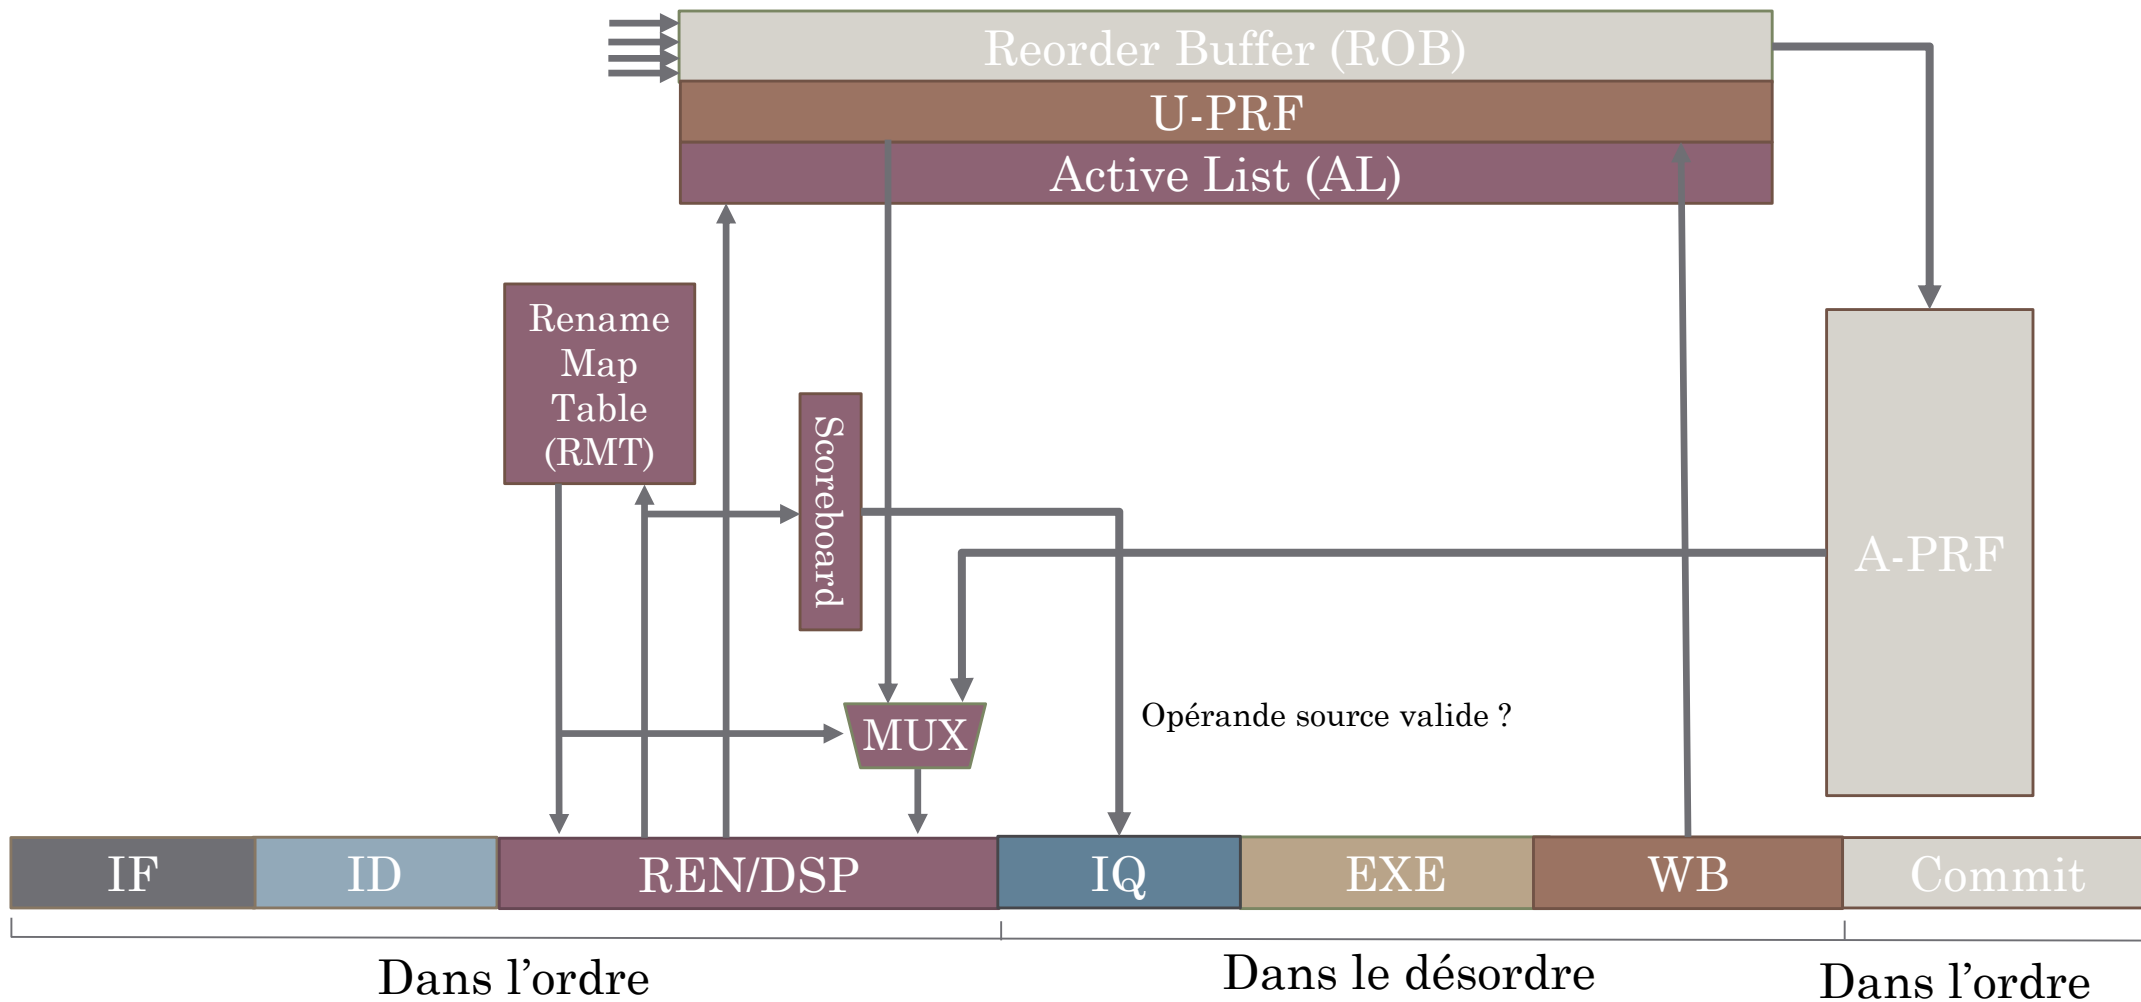 Reorder Buffer (ROB)
U-PRF
Active List (AL)
Rename
Map
Table
(RMT)
Scoreboard
A-PRF
MUX
Opérande source valide ?
IF
ID
REN/DSP
IQ
EXE
WB
Commit
Dans l’ordre
Dans le désordre
Dans l’ordre